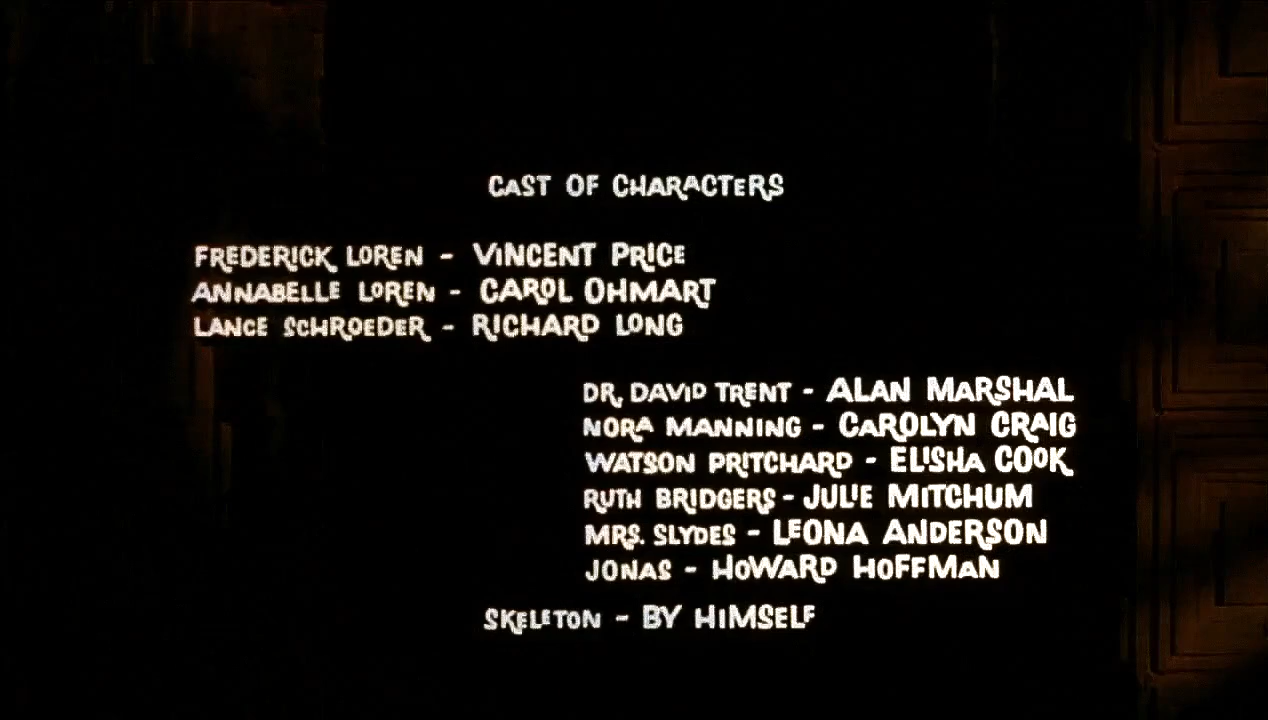 CAST OF CHARACTERS
FREDERICK LOREN - VINCENT PRICE
ANNABELLE LOREN - CAROL OHMART
LANCE SCHROEDER - RICHARD LONG
DR. DAVID TRENT - ALAN MARSHAL
NORA MANNING - CAROLYN CRAIG
WATSON PRITCHARD - ELISHA COOK
RUTH BRIDGERS - JULIE MITCHUM
MRS. SLYDES - LEONA ANDERSON
JONAS - HOWARD HOFFMAN
SKELETON - BY HIMSELF